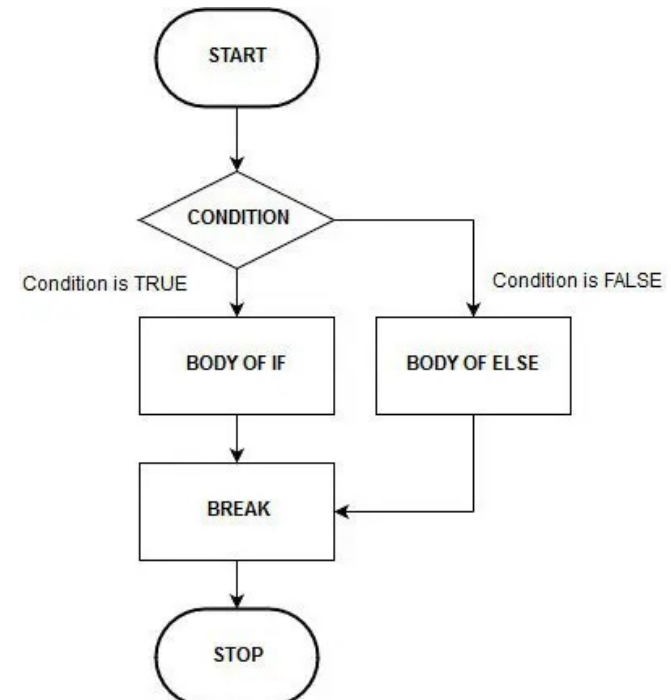 START
CONDITION
Condition is TRUE
Condition is FALSE
BODY OF IF
BODY OF ELSE
BREAK
STOP